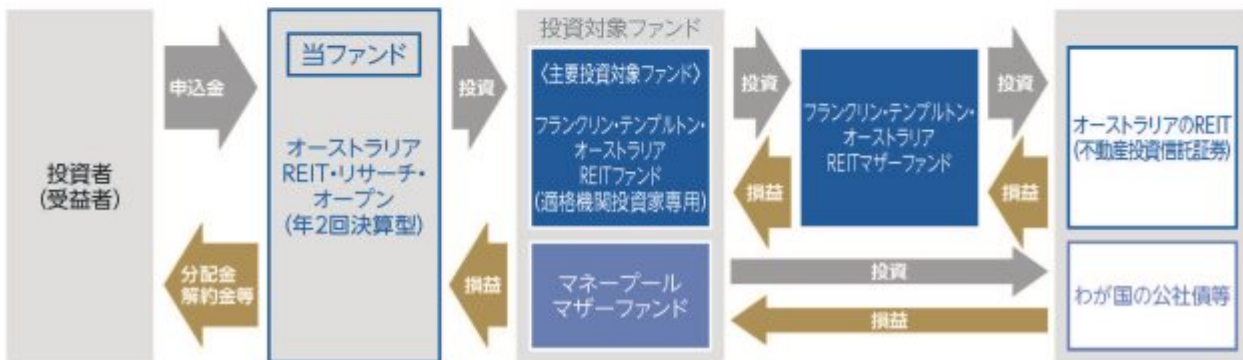 投資者
(受益者)
申込金
分配金
解約金等
当ファンド
オーストラリア
REIT・リサーチ・
オープン
(年2回決算型)
投資
損益
投資対象ファンド
〈主要投資対象ファンド〉
フランクリン・テンプルトン・
オーストラリア
REITファンド
(適格機関投資家専用)
マネープール
マザーファンド
投資
損益
フランクリン・テンプルトン・
オーストラリア
REITマザーファンド
投資
損益
投資
損益
オーストラリアのREIT
(不動産投資信託証券)
わが国の公社債等